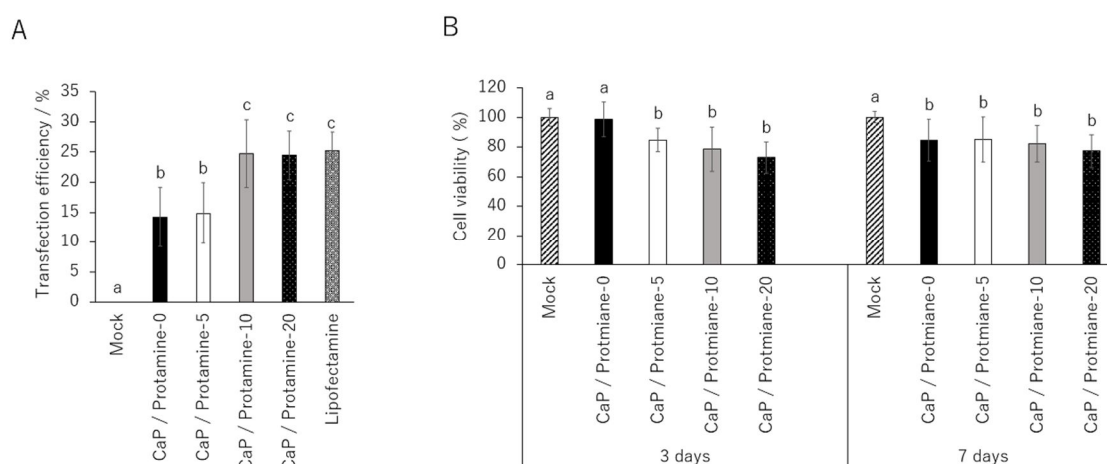 A
Transfection efficiency / %
35
30
25
20
15
10
5
0
a
b
b
c
c
c
Mock
CaP / Protamine-0
CaP / Protamine-5
CaP / Protamine-10
CaP / Protamine-20
Lipofectamine
B
Cell viability ( %)
120
100
80
60
40
20
0
a
a
b
b
b
a
b
b
b
b
Mock
CaP / Protmiane-0
CaP / Protmiane-5
CaP / Protmiane-10
CaP / Protmiane-20
Mock
CaP / Protmiane-0
CaP / Protmiane-5
CaP / Protmiane-10
CaP / Protmiane-20
3 days
7 days